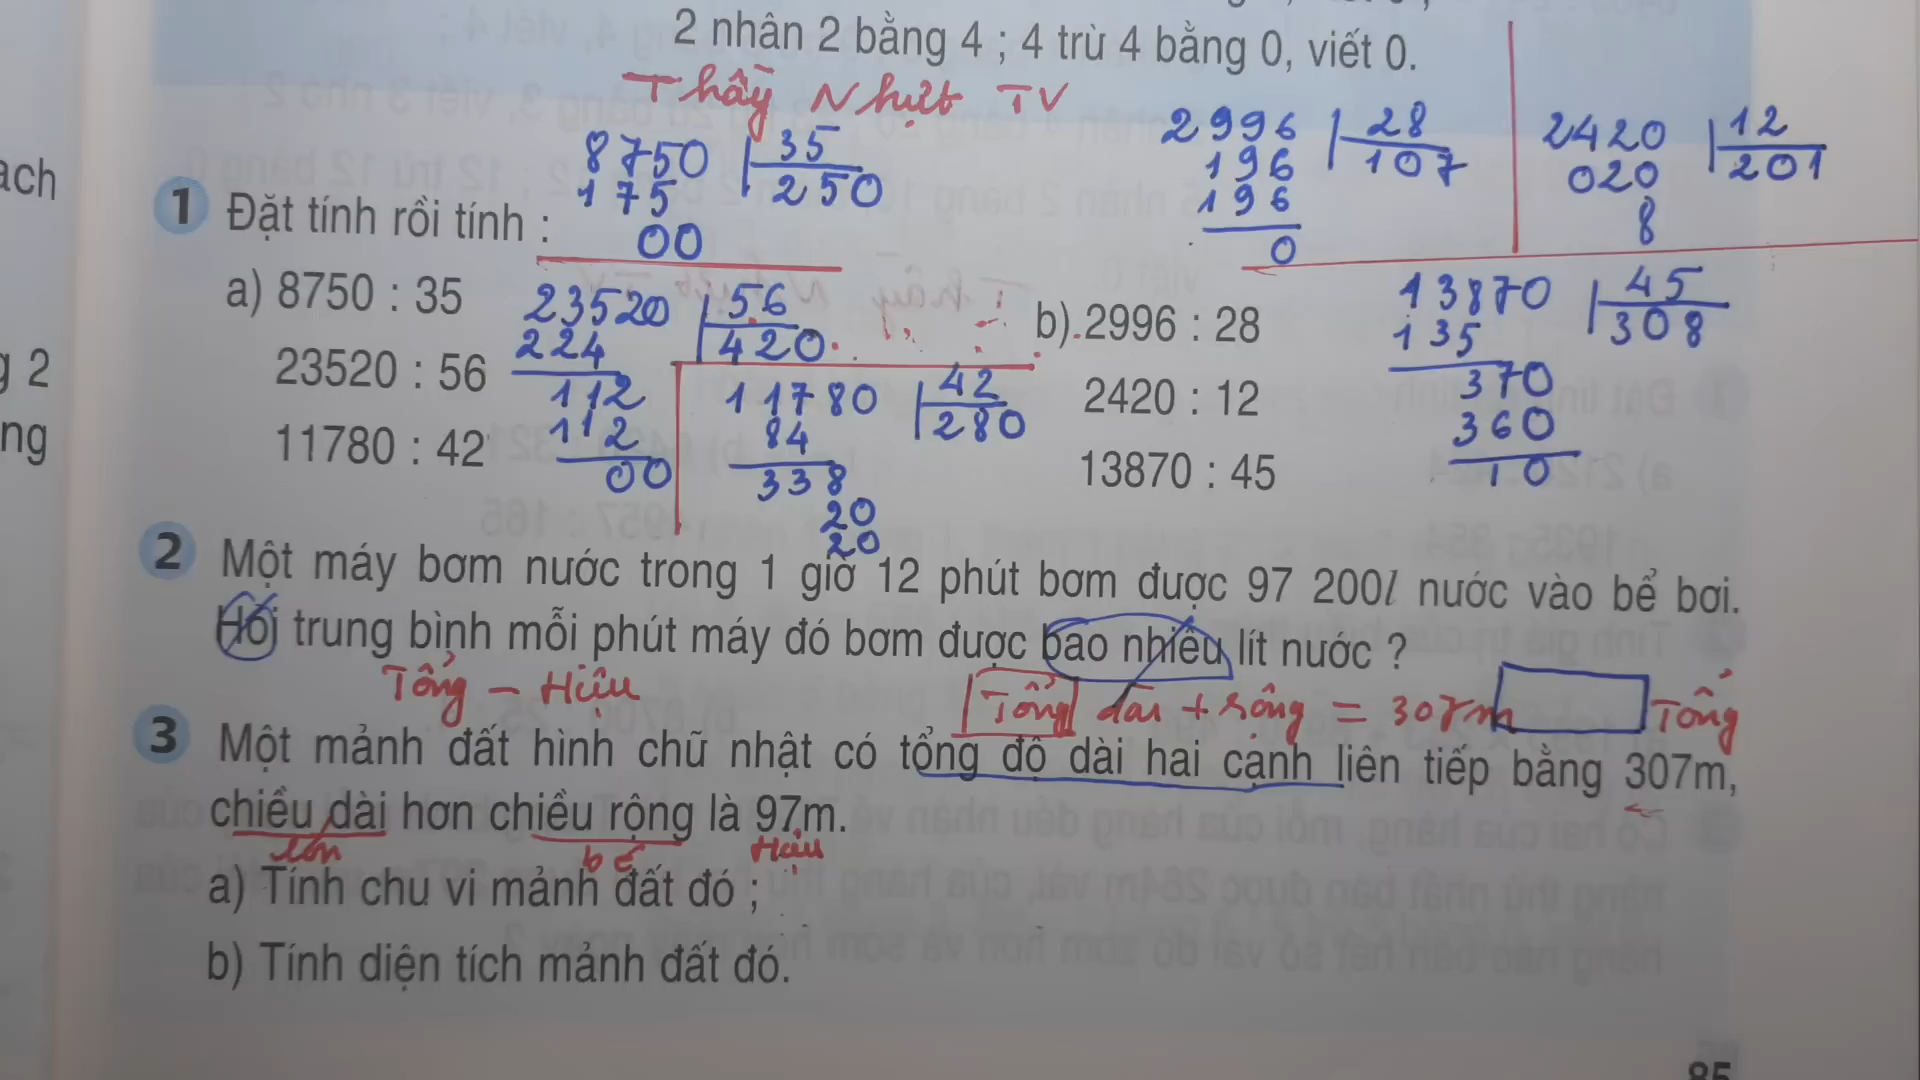 2 nhân 2 bằng 4 ; 4 trừ 4 bằng 0, viết 0.
Thầy Nhựt TV
ach
1 Đặt tính rồi tính :
8750 35
175 250
00
2996 28
196 107
196
0
2420 12
020 201
8
a) 8750 : 35
23520 : 56
11780 : 42
23520 56
224 420
112
112
00
11780 42
84 280
338
20
20
b) 2996 : 28
2420 : 12
13870 : 45
13870 45
135 308
370
360
10
g 2
ng
2 Một máy bơm nước trong 1 giờ 12 phút bơm được 97 200l nước vào bể bơi.
Hỏi trung bình mỗi phút máy đó bơm được bao nhiêu lít nước ?
Tổng - Hiệu
Tổng dài + rộng = 307m Tổng
3 Một mảnh đất hình chữ nhật có tổng độ dài hai cạnh liên tiếp bằng 307m,
chiều dài hơn chiều rộng là 97m.
lớn bé Hiệu
a) Tính chu vi mảnh đất đó ;
b) Tính diện tích mảnh đất đó.
85